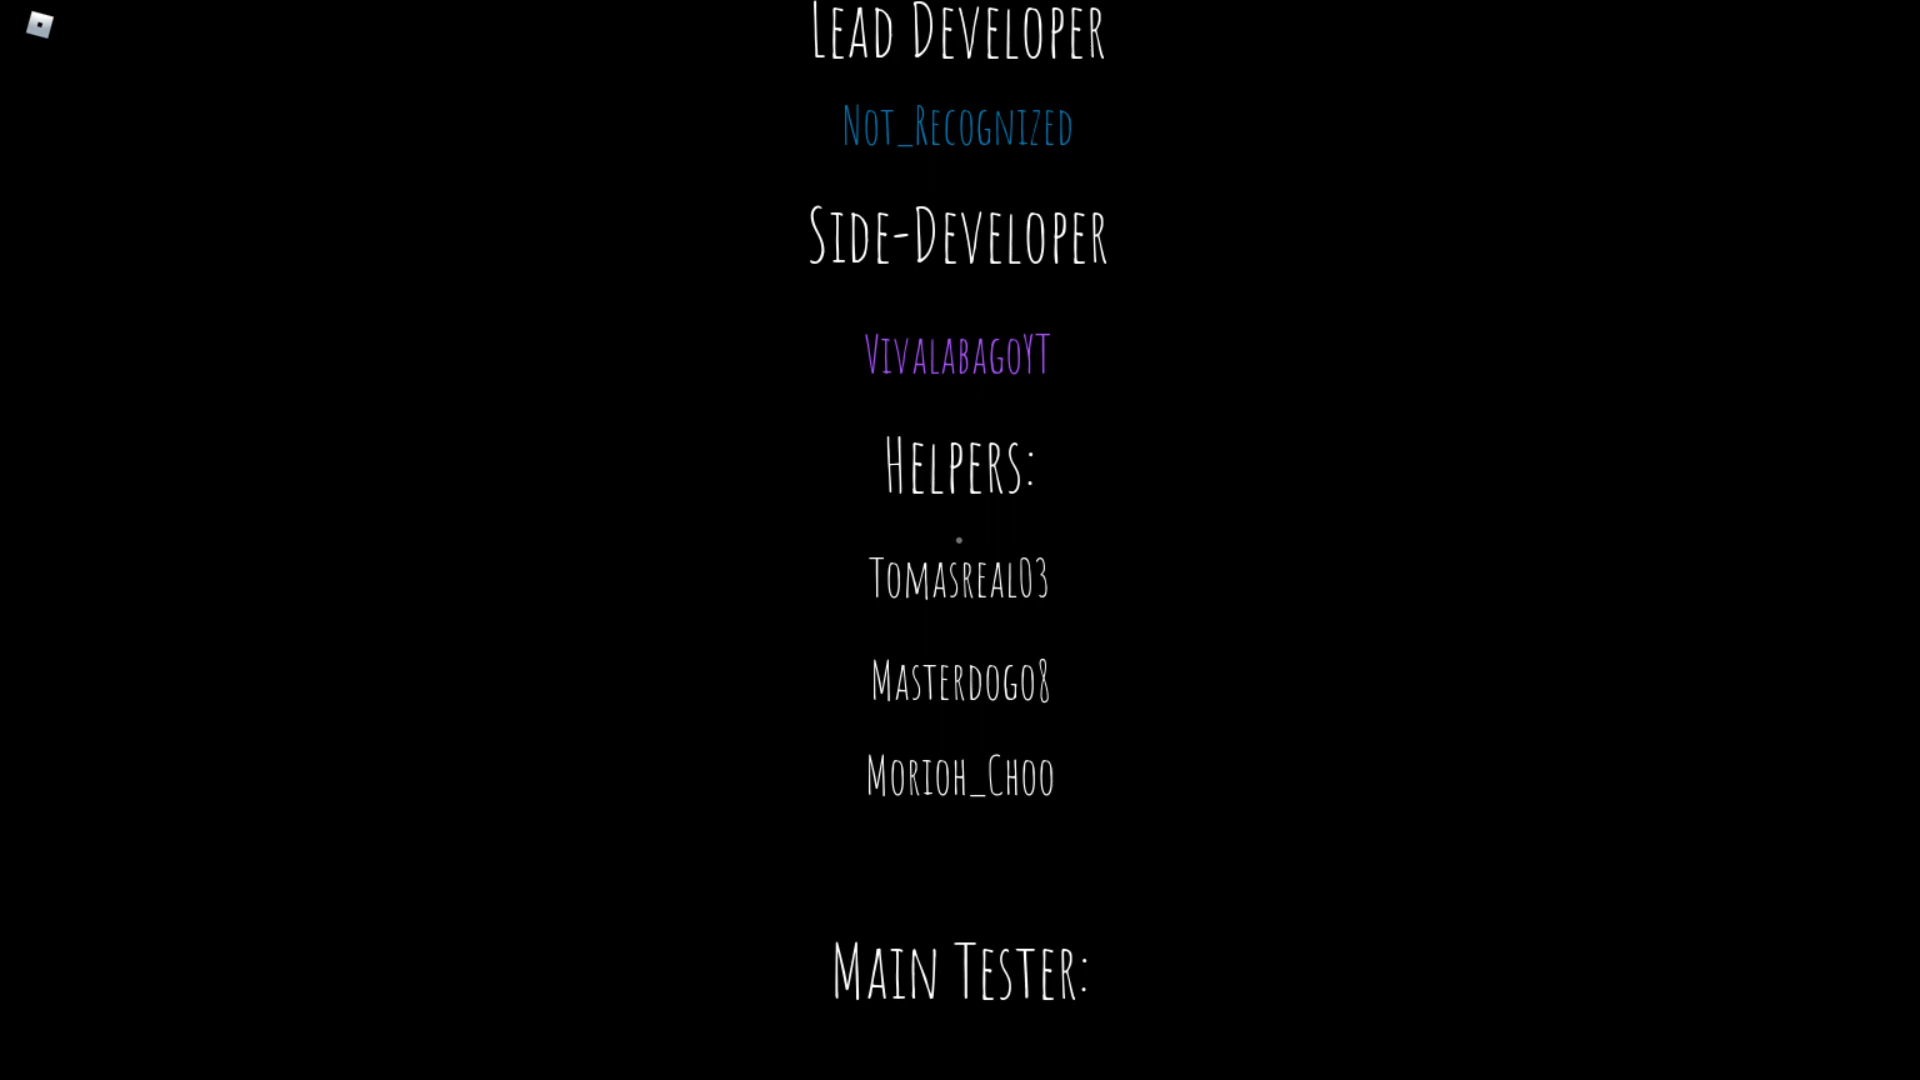 Lead Developer
Not_Recognized
Side-Developer
VivalabagoYT
Helpers:
Tomasreal03
Masterdogo8
Morioh_Choo
Main Tester: